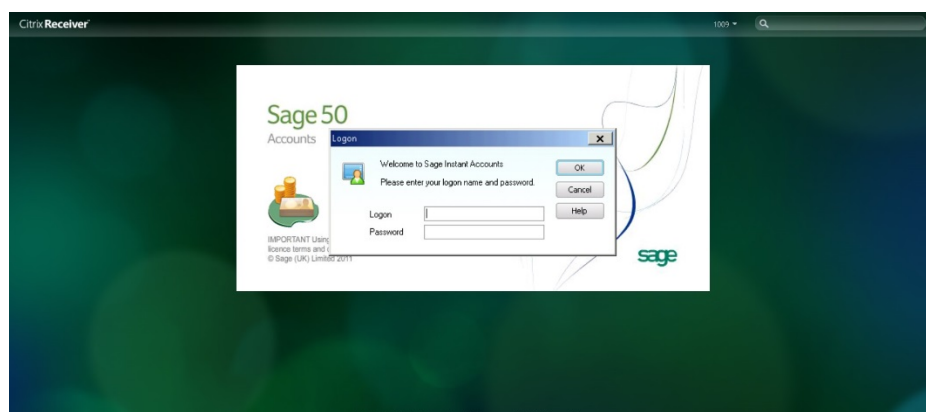 Citrix Receiver
1009
Sage 50
Accounts
Logon
Welcome to Sage Instant Accounts
Please enter your logon name and password.
OK
Cancel
Help
Logon
Password
IMPORTANT Using
licence terms and
© Sage (UK) Limited 2011
sage